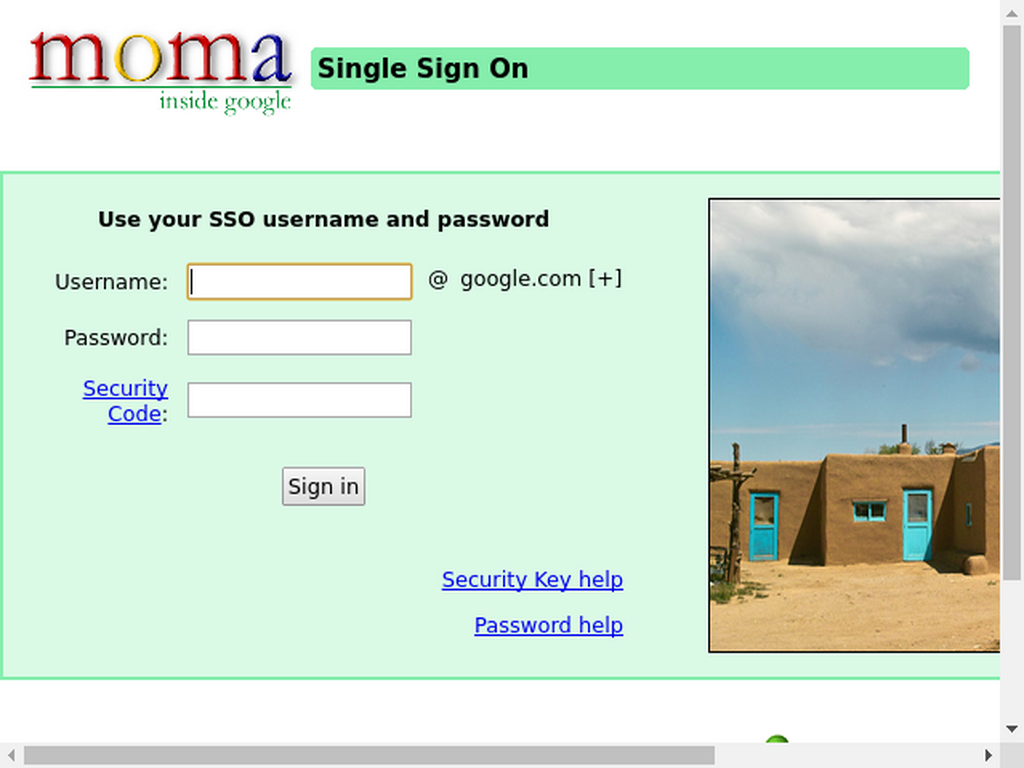 moma
inside google
Single Sign On
Use your SSO username and password
Username:
@ google.com [+]
Password:
Security
Code:
Sign in
Security Key help
Password help